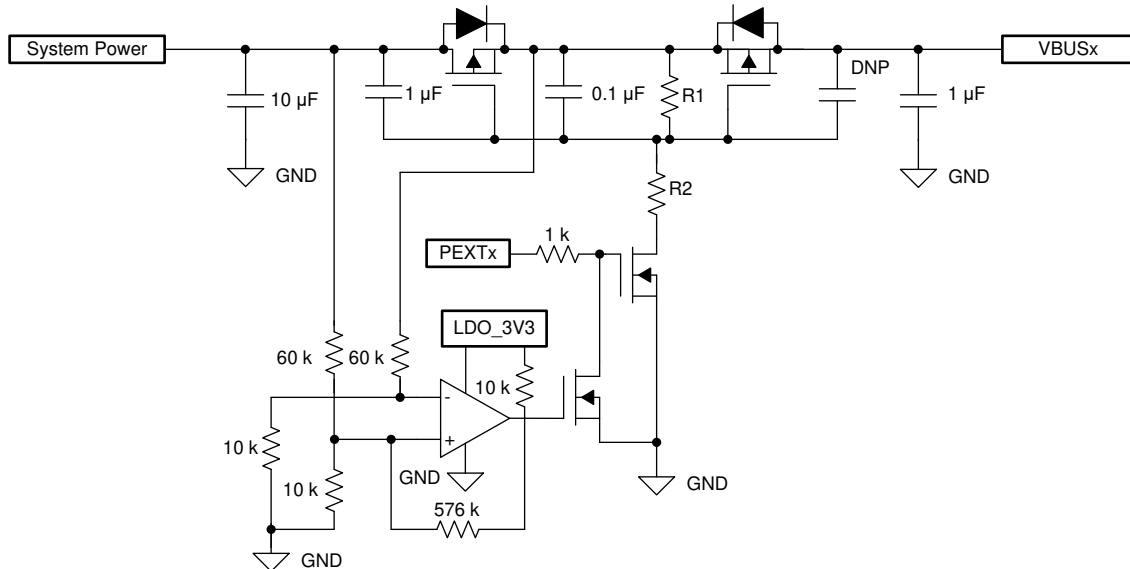 System Power
VBUSx
DNP
10 µF
1 µF
0.1 µF
R1
1 µF
GND
GND
R2
1 k
PEXTx
LDO_3V3
60 k
60 k
10 k
-
+
10 k
GND
10 k
GND
576 k
GND